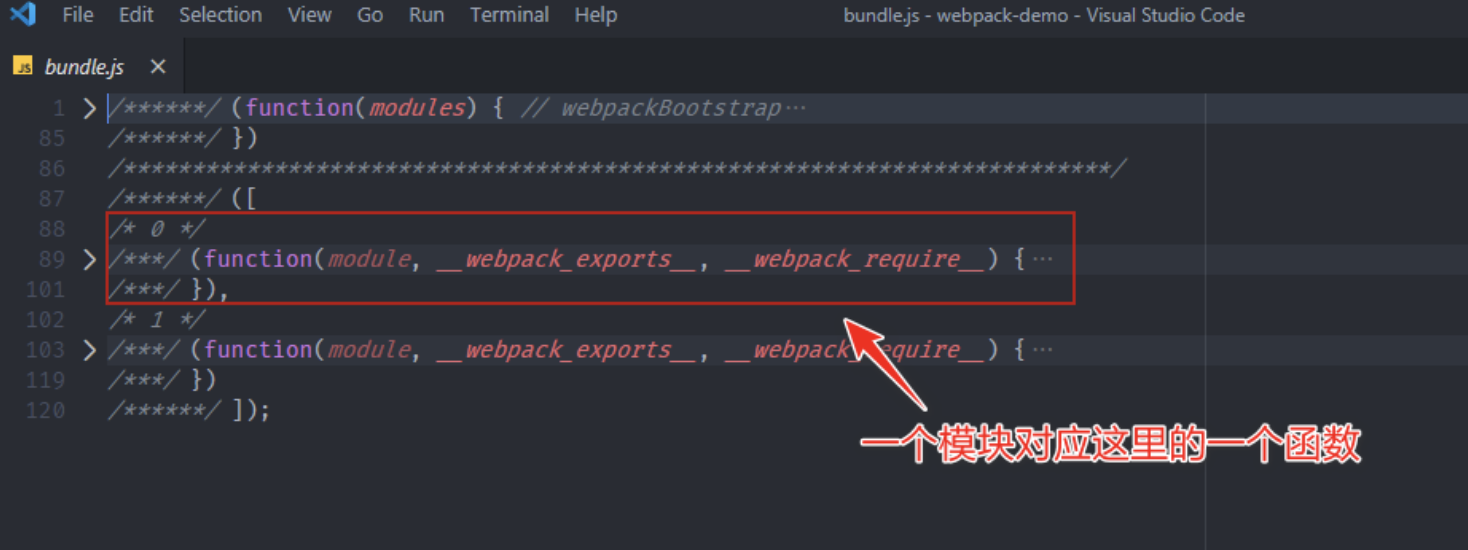 File Edit Selection View Go Run Terminal Help bundle.js - webpack-demo - Visual Studio Code
JS bundle.js ×
1 /******/ (function(modules) { // webpackBootstrap…
85 /******/ })
86 /************************************************************************/
87 /******/ ([
88 /* 0 */
89 /***/ (function(module, __webpack_exports__, __webpack_require__) {…
101 /***/ }),
102 /* 1 */
103 /***/ (function(module, __webpack_exports__, __webpack_require__) {…
119 /***/ })
120 /******/ ]);
一个模块对应这里的一个函数